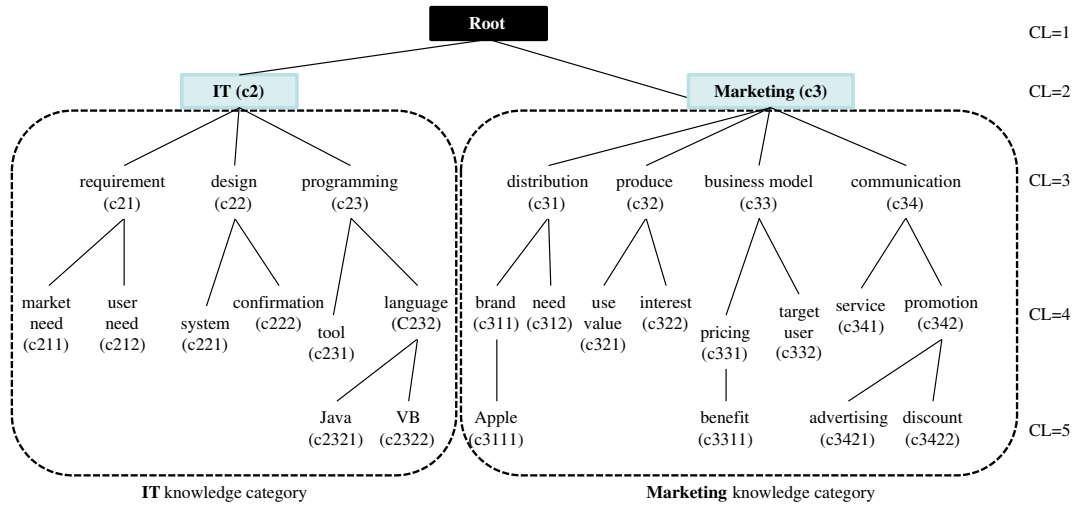 Root
CL=1
IT (c2)
Marketing (c3)
CL=2
requirement
(c21)
design
(c22)
programming
(c23)
distribution
(c31)
produce
(c32)
business model
(c33)
communication
(c34)
CL=3
market
need
(c211)
user
need
(c212)
system
(c221)
confirmation
(c222)
tool
(c231)
language
(C232)
brand
(c311)
need
(c312)
use
value
(c321)
interest
(c322)
pricing
(c331)
target
user
(c332)
service
(c341)
promotion
(c342)
CL=4
Java
(c2321)
VB
(c2322)
Apple
(c3111)
benefit
(c3311)
advertising
(c3421)
discount
(c3422)
CL=5
IT knowledge category
Marketing knowledge category